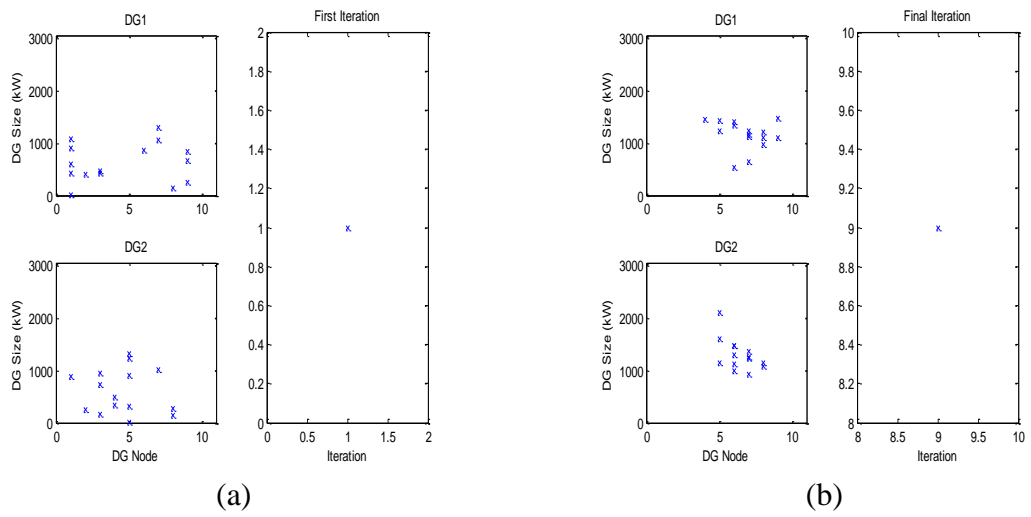 DG1
First Iteration
3000
2000
1000
0
DG Size (kW)
0 5 10
2
1.8
1.6
1.4
1.2
1
0.8
0.6
0.4
0.2
0
0 0.5 1 1.5 2
Iteration
DG2
3000
2000
1000
0
DG Size (kW)
0 5 10
DG Node
(a)
DG1
Final Iteration
3000
2000
1000
0
DG Size (kW)
0 5 10
10
9.8
9.6
9.4
9.2
9
8.8
8.6
8.4
8.2
8
8 8.5 9 9.5 10
Iteration
DG2
3000
2000
1000
0
DG Size (kW)
0 5 10
DG Node
(b)